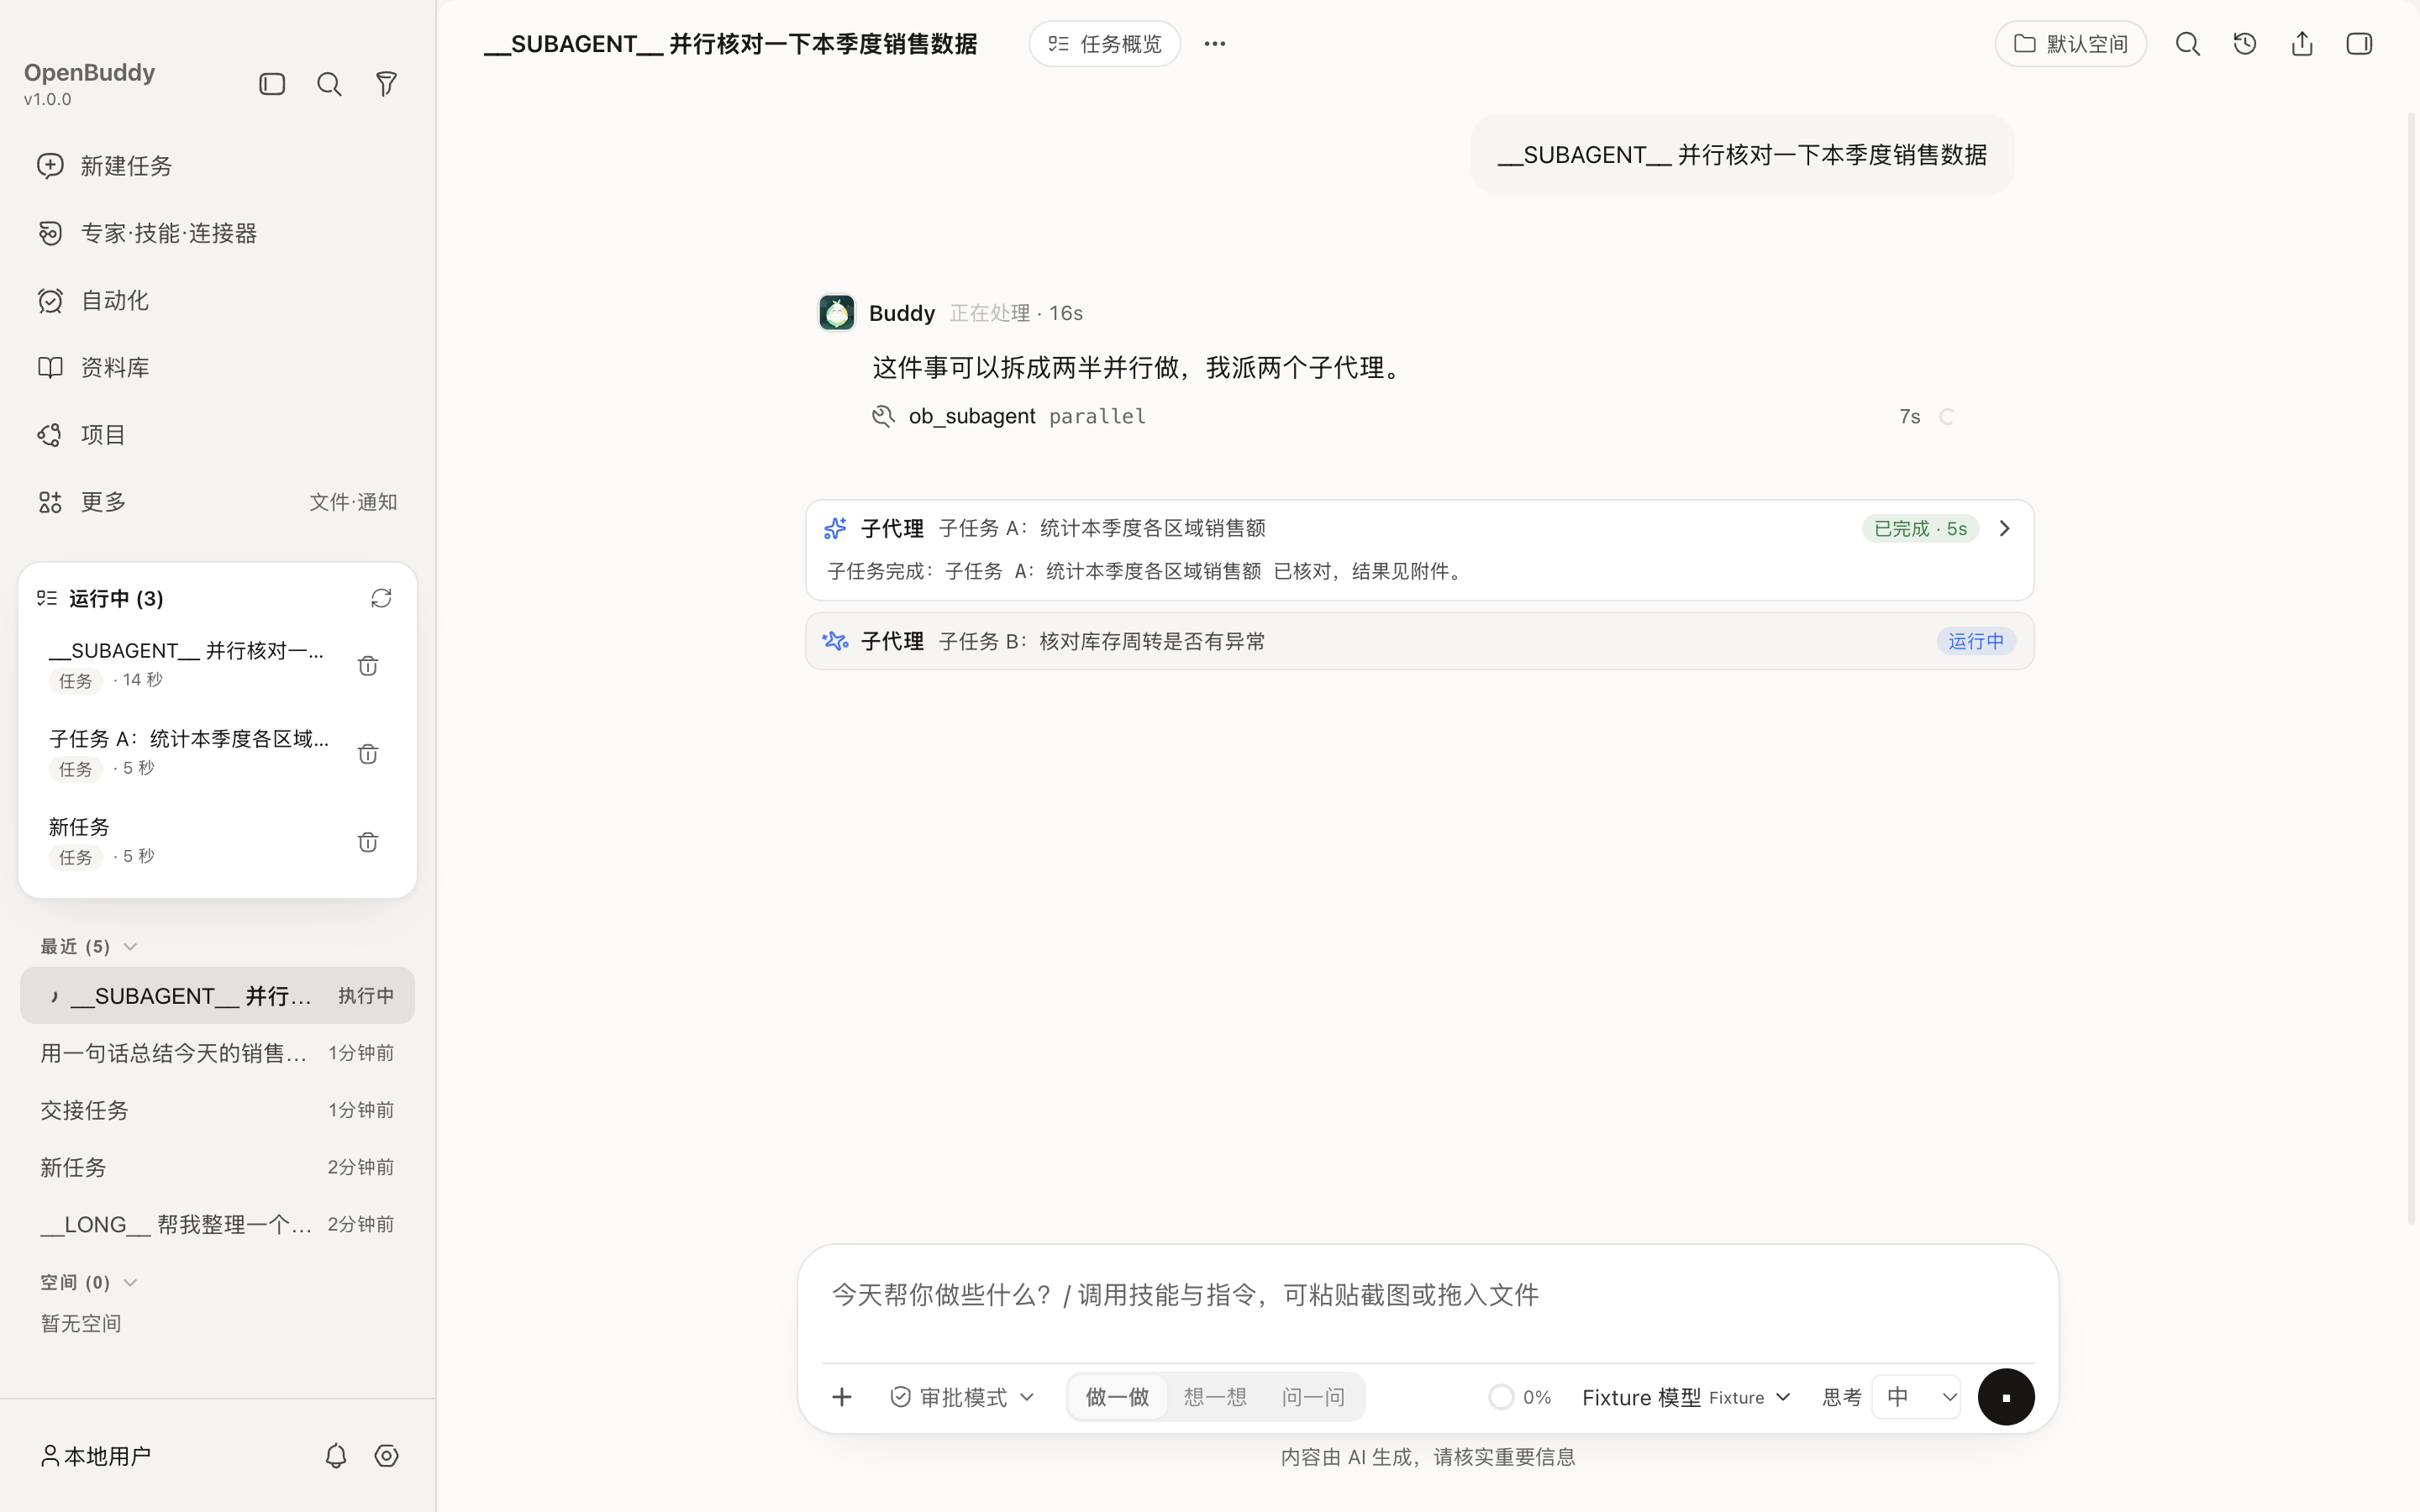 OpenBuddy
v1.0.0
新建任务
专家·技能·连接器
自动化
资料库
项目
更多 文件·通知
运行中 (3)
__SUBAGENT__ 并行核对一...
任务 · 14 秒
子任务 A：统计本季度各区域...
任务 · 5 秒
新任务
任务 · 5 秒
最近 (5)
__SUBAGENT__ 并行... 执行中
用一句话总结今天的销售... 1分钟前
交接任务 1分钟前
新任务 2分钟前
__LONG__ 帮我整理一个... 2分钟前
空间 (0)
暂无空间
本地用户
__SUBAGENT__ 并行核对一下本季度销售数据 任务概览 默认空间
__SUBAGENT__ 并行核对一下本季度销售数据
Buddy 正在处理 · 16s
这件事可以拆成两半并行做，我派两个子代理。
ob_subagent parallel 7s
子代理 子任务 A：统计本季度各区域销售额 已完成 · 5s
子任务完成：子任务 A：统计本季度各区域销售额 已核对，结果见附件。
子代理 子任务 B：核对库存周转是否有异常 运行中
今天帮你做些什么？/ 调用技能与指令，可粘贴截图或拖入文件
审批模式 做一做 想一想 问一问 0% Fixture 模型 Fixture 思考 中
内容由 AI 生成，请核实重要信息